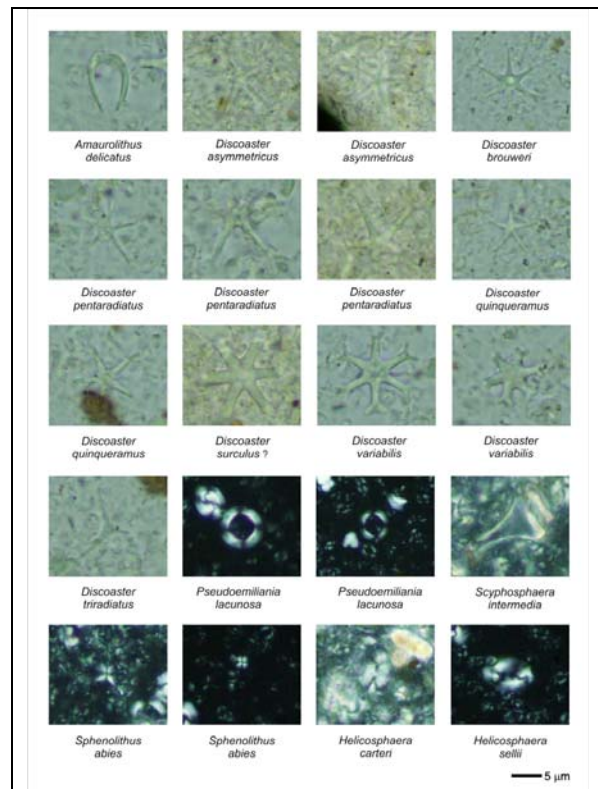 Amaurolithus delicatus
Discoaster asymmetricus
Discoaster asymmetricus
Discoaster brouweri
Discoaster pentaradiatus
Discoaster pentaradiatus
Discoaster pentaradiatus
Discoaster quinqueramus
Discoaster quinqueramus
Discoaster surculus ?
Discoaster variabilis
Discoaster variabilis
Discoaster triradiatus
Pseudoemiliania lacunosa
Pseudoemiliania lacunosa
Scyphosphaera intermedia
Sphenolithus abies
Sphenolithus abies
Helicosphaera carteri
Helicosphaera sellii
5 μm